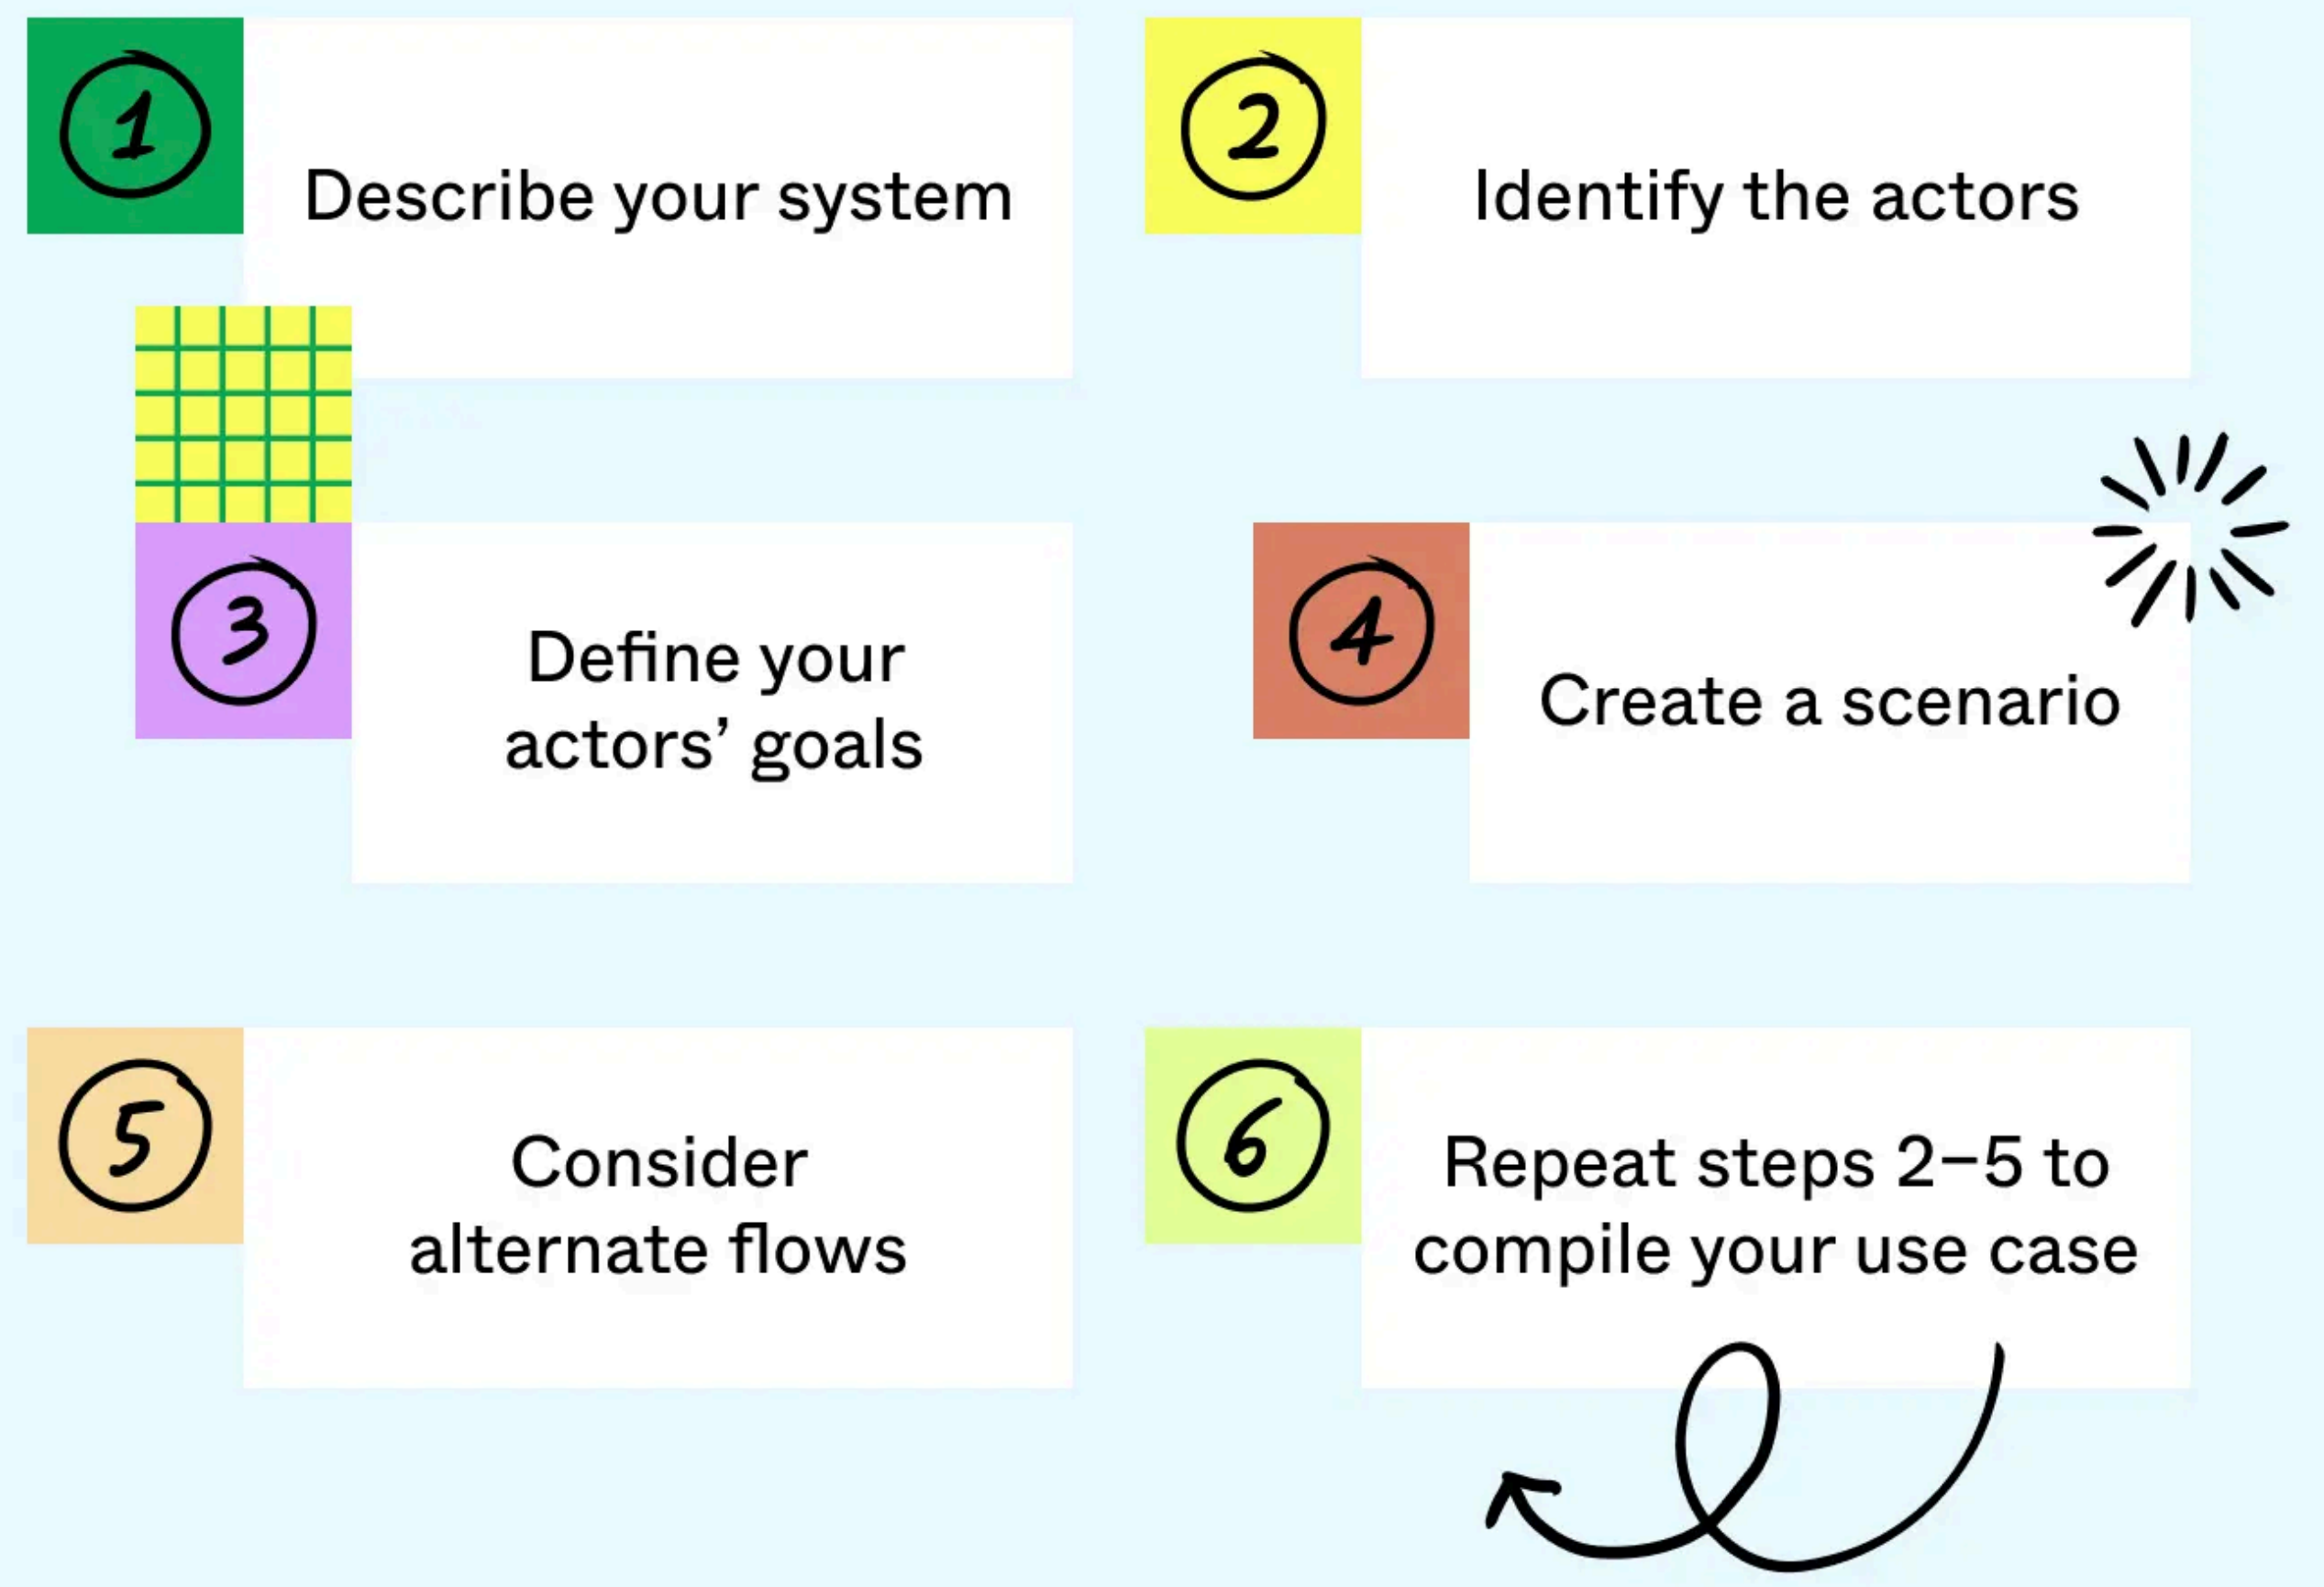 1
Describe your system
2
Identify the actors
3
Define your
actors’ goals
4
Create a scenario
5
Consider
alternate flows
6
Repeat steps 2–5 to
compile your use case